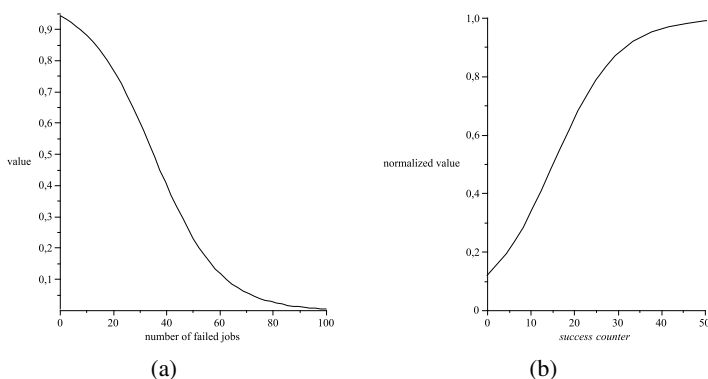 0,9
0,8
0,7
0,6
value
0,5
0,4
0,3
0,2
0,1
0 20 40 60 80 100
number of failed jobs
(a)
1,0
0,8
0,6
normalized value
0,4
0,2
0
0 10 20 30 40 50
success counter
(b)